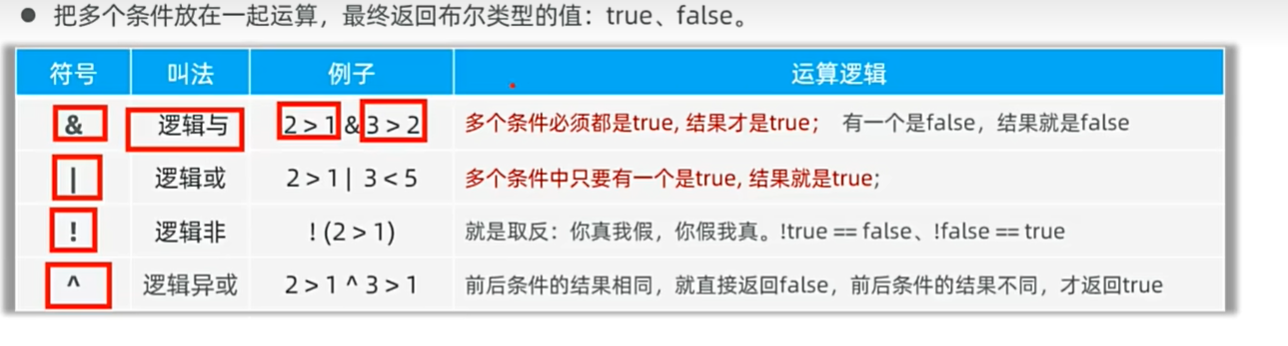 ● 把多个条件放在一起运算，最终返回布尔类型的值：true、false。
符号 叫法 例子 运算逻辑
& 逻辑与 2 > 1 & 3 > 2 多个条件必须都是true, 结果才是true； 有一个是false，结果就是false
| 逻辑或 2 > 1 | 3 < 5 多个条件中只要有一个是true, 结果就是true；
! 逻辑非 ! (2 > 1) 就是取反：你真我假，你假我真。!true == false、!false == true
^ 逻辑异或 2 > 1 ^ 3 > 1 前后条件的结果相同，就直接返回false，前后条件的结果不同，才返回true